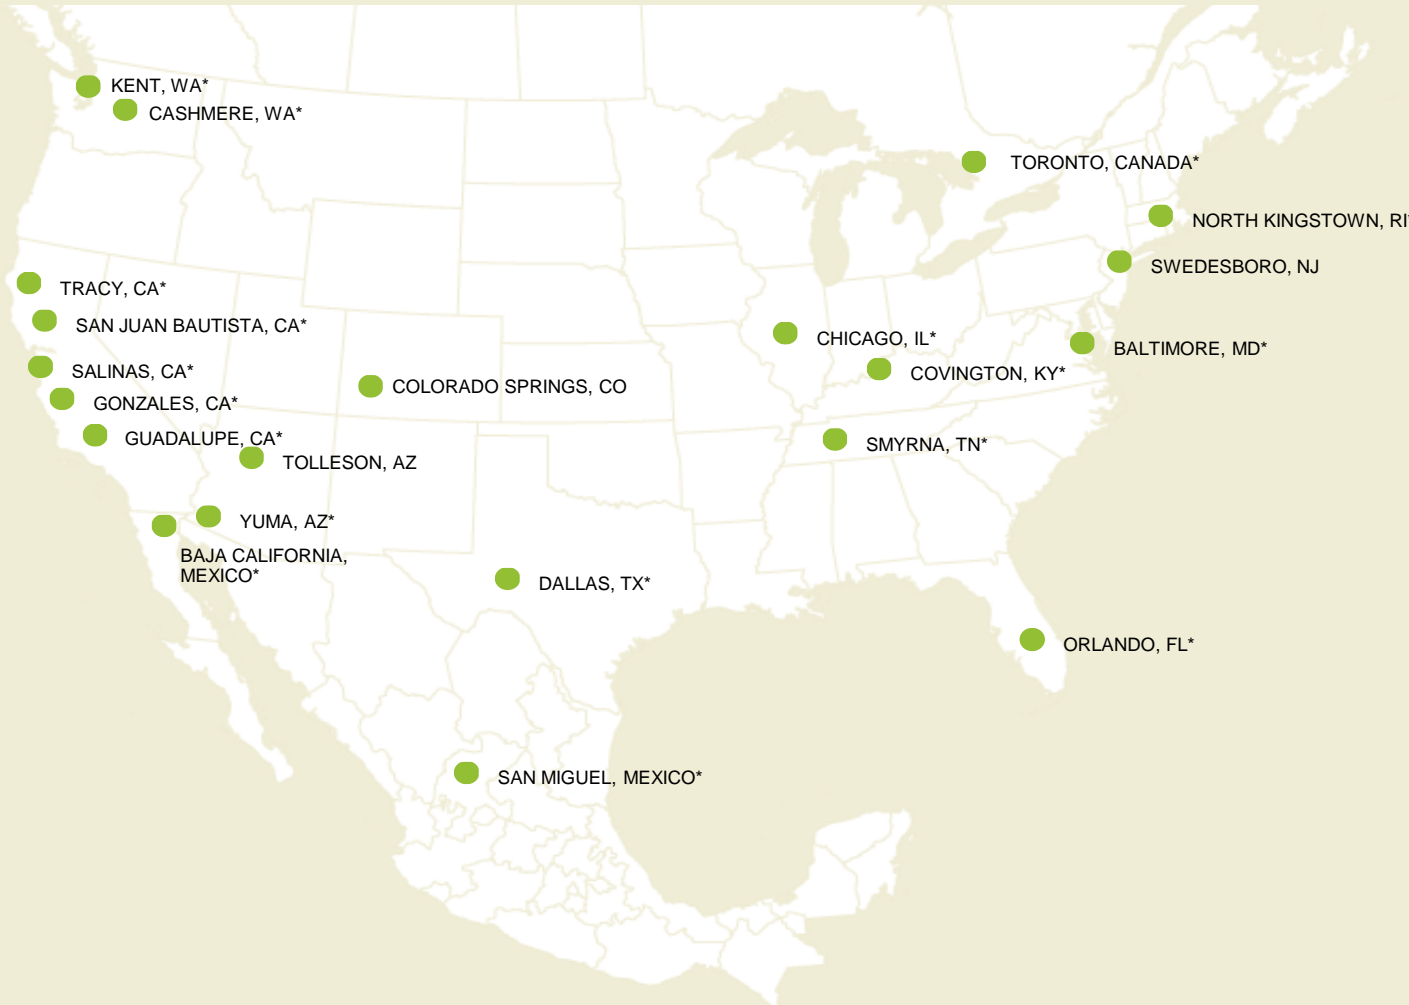 KENT, WA*
CASHMERE, WA*
TORONTO, CANADA*
NORTH KINGSTOWN, RI*
SWEDESBORO, NJ
TRACY, CA*
SAN JUAN BAUTISTA, CA*
CHICAGO, IL*
BALTIMORE, MD*
SALINAS, CA*
COVINGTON, KY*
COLORADO SPRINGS, CO
GONZALES, CA*
GUADALUPE, CA*
SMYRNA, TN*
TOLLESON, AZ
YUMA, AZ*
BAJA CALIFORNIA,
MEXICO*
DALLAS, TX*
ORLANDO, FL*
SAN MIGUEL, MEXICO*